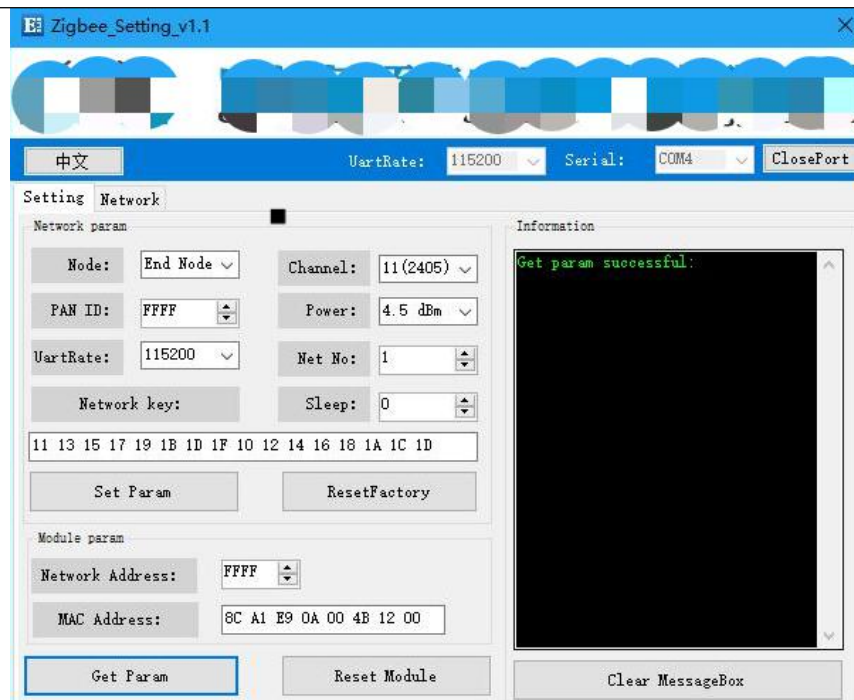 Zigbee_Setting_v1.1
中文 UartRate: 115200 Serial: COM4 ClosePort
Setting Network
Network param
Node: End Node Channel: 11(2405)
PAN ID: FFFF Power: 4.5 dBm
UartRate: 115200 Net No: 1
Network key: Sleep: 0
11 13 15 17 19 1B 1D 1F 10 12 14 16 18 1A 1C 1D
Set Param ResetFactory
Module param
Network Address: FFFF
MAC Address: 8C A1 E9 0A 00 4B 12 00
Get Param Reset Module
Information
Get param successful:
Clear MessageBox